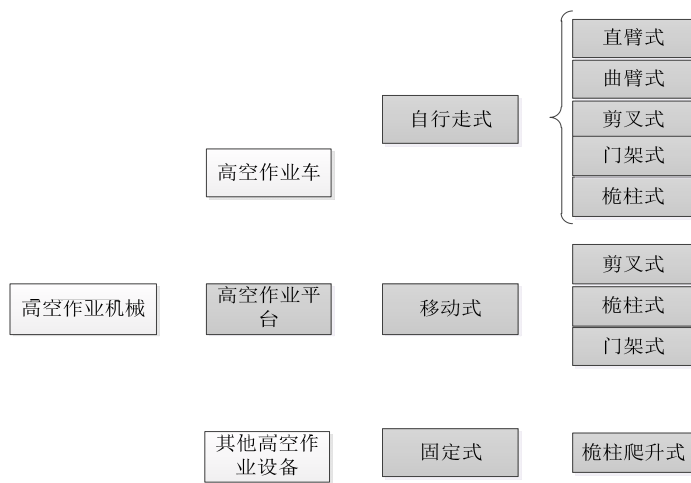 直臂式
曲臂式
自行走式
剪叉式
门架式
高空作业车
桅柱式
剪叉式
高空作业机械
高空作业平
台
移动式
桅柱式
门架式
其他高空作
业设备
固定式
桅柱爬升式